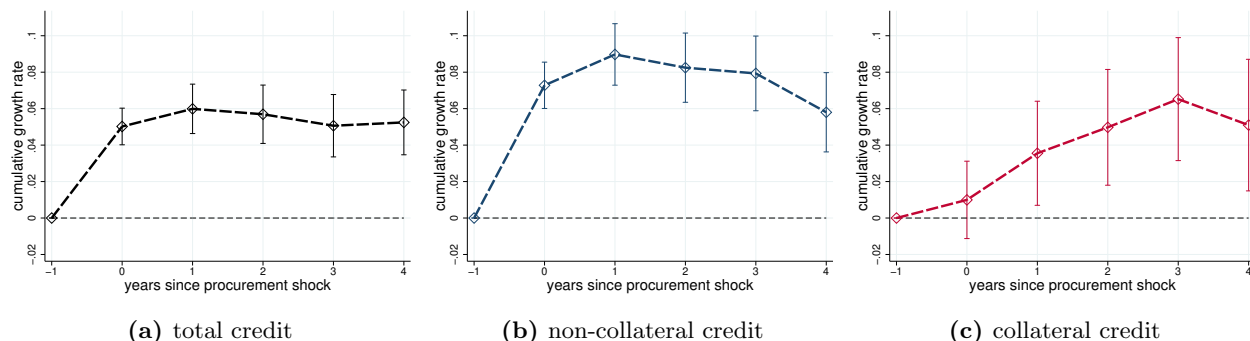 cumulative growth rate
.1
.08
.06
.04
.02
0
-.02
-1 0 1 2 3 4
years since procurement shock
(a) total credit
cumulative growth rate
.1
.08
.06
.04
.02
0
-.02
-1 0 1 2 3 4
years since procurement shock
(b) non-collateral credit
cumulative growth rate
.1
.08
.06
.04
.02
0
-.02
-1 0 1 2 3 4
years since procurement shock
(c) collateral credit